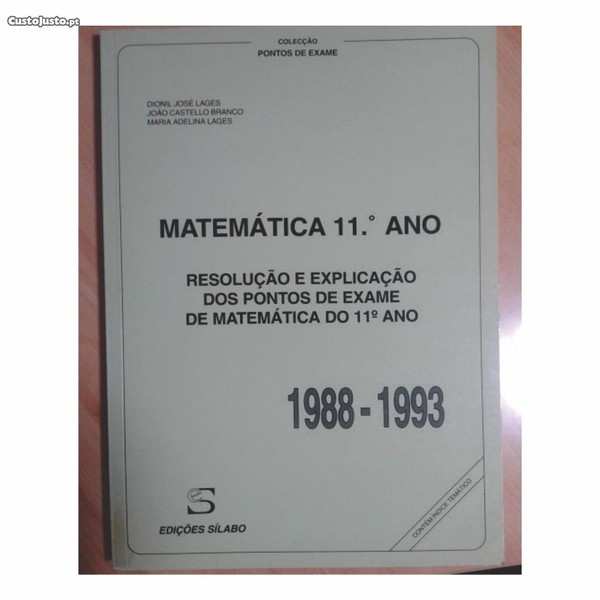 CustoJusto.pt
COLECÇÃO
PONTOS DE EXAME
DIONIL JOSÉ LAGES
JOÃO CASTELLO BRANCO
MARIA ADELINA LAGES
MATEMÁTICA 11.° ANO
RESOLUÇÃO E EXPLICAÇÃO
DOS PONTOS DE EXAME
DE MATEMÁTICA DO 11º ANO
1988 - 1993
EDIÇÕES SÍLABO
CONTÉM ÍNDICE TEMÁTICO